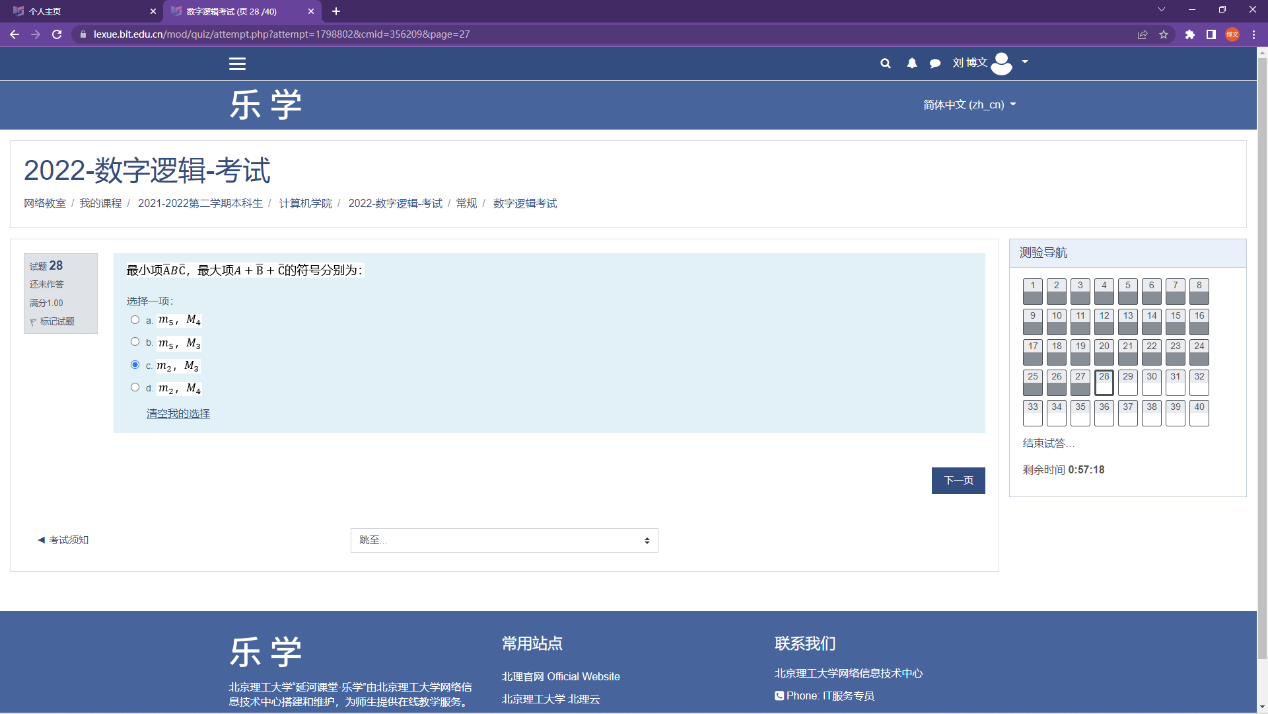 个人主页
数字逻辑考试 (页 28 /40)
lexue.bit.edu.cn/mod/quiz/attempt.php?attempt=1798802&cmid=356209&page=27
博文
刘 博文
乐 学
简体中文 (zh_cn)
2022-数字逻辑-考试
网络教室 / 我的课程 / 2021-2022第二学期本科生 / 计算机学院 / 2022-数字逻辑-考试 / 常规 / 数字逻辑考试
试题 28
还未作答
满分1.00
标记试题
最小项A̅BC̅，最大项A + B̅ + C̅的符号分别为：
选择一项：
a. m₅，M₄
b. m₅，M₃
c. m₂，M₃
d. m₂，M₄
清空我的选择
下一页
◀ 考试须知
跳至...
测验导航
1 2 3 4 5 6 7 8
9 10 11 12 13 14 15 16
17 18 19 20 21 22 23 24
25 26 27 28 29 30 31 32
33 34 35 36 37 38 39 40
结束试答...
剩余时间 0:57:18
乐 学
北京理工大学"延河课堂·乐学"由北京理工大学网络信
息技术中心搭建和维护，为师生提供在线教学服务。
常用站点
北理官网 Official Website
北京理工大学 北理云
联系我们
北京理工大学网络信息技术中心
Phone: IT服务专员